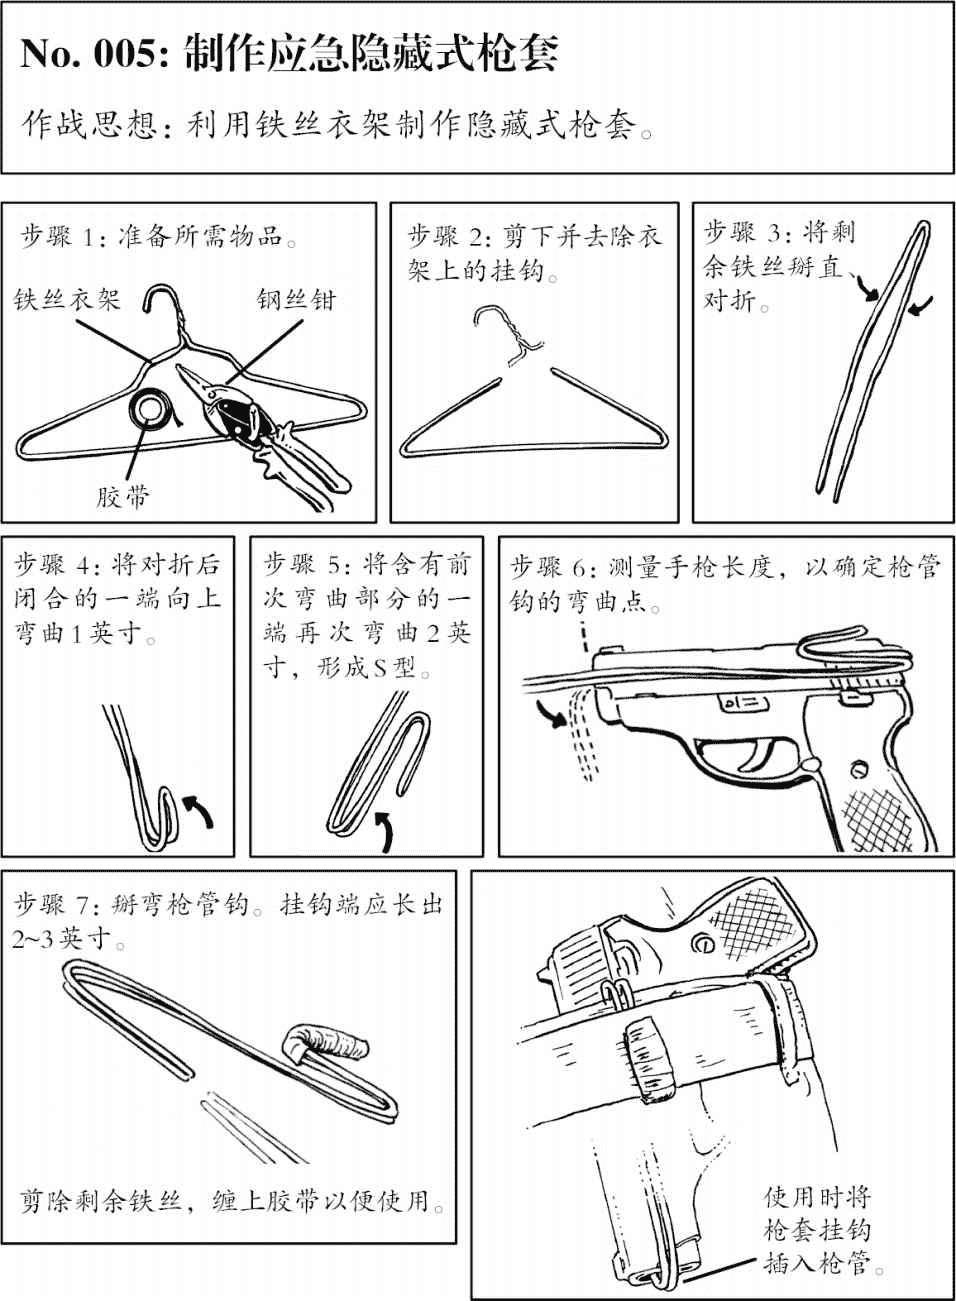 No. 005: 制作应急隐藏式枪套
作战思想: 利用铁丝衣架制作隐藏式枪套。
步骤 1: 准备所需物品。
铁丝衣架
钢丝钳
胶带
步骤 2: 剪下并去除衣
架上的挂钩。
步骤 3: 将剩
余铁丝掰直、
对折。
步骤 4: 将对折后
闭合的一端向上
弯曲1英寸。
步骤 5: 将含有前
次弯曲部分的一
端再次弯曲2英
寸，形成S型。
步骤 6: 测量手枪长度，以确定枪管
钩的弯曲点。
步骤 7: 掰弯枪管钩。挂钩端应长出
2~3英寸。
剪除剩余铁丝，缠上胶带以便使用。
使用时将
枪套挂钩
插入枪管。